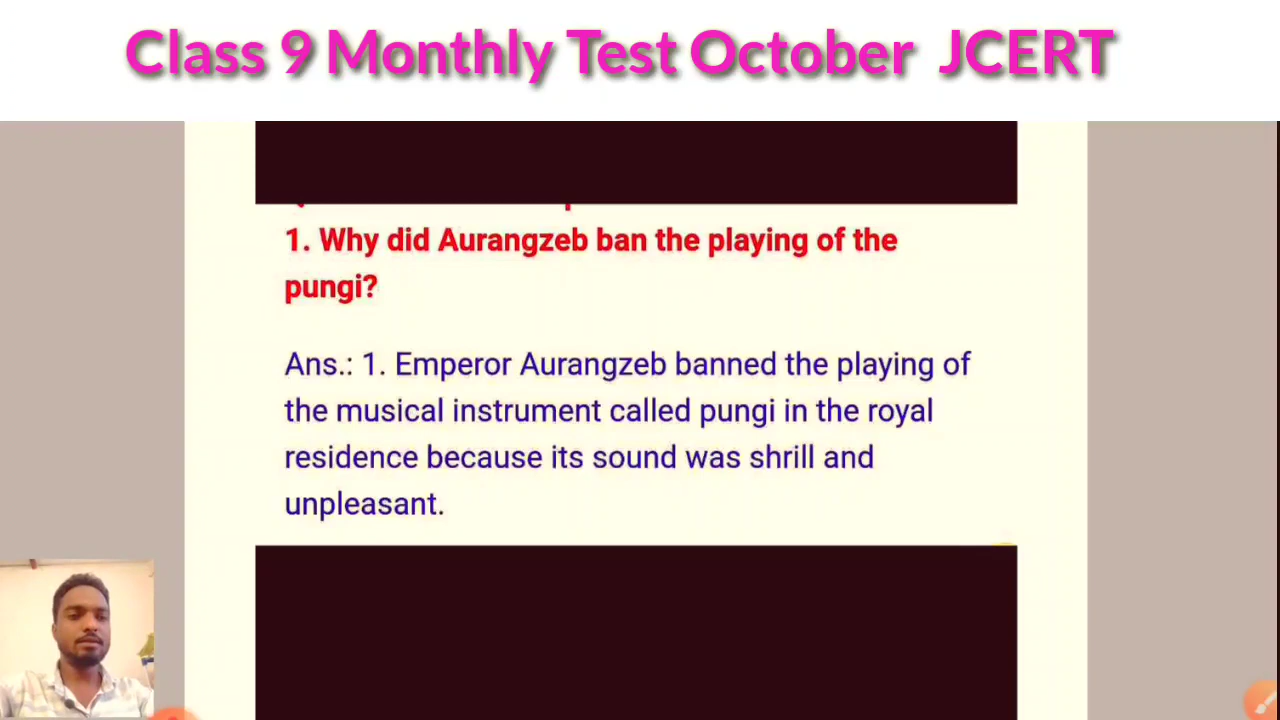 Class 9 Monthly Test October JCERT
1. Why did Aurangzeb ban the playing of the
pungi?
Ans.: 1. Emperor Aurangzeb banned the playing of
the musical instrument called pungi in the royal
residence because its sound was shrill and
unpleasant.